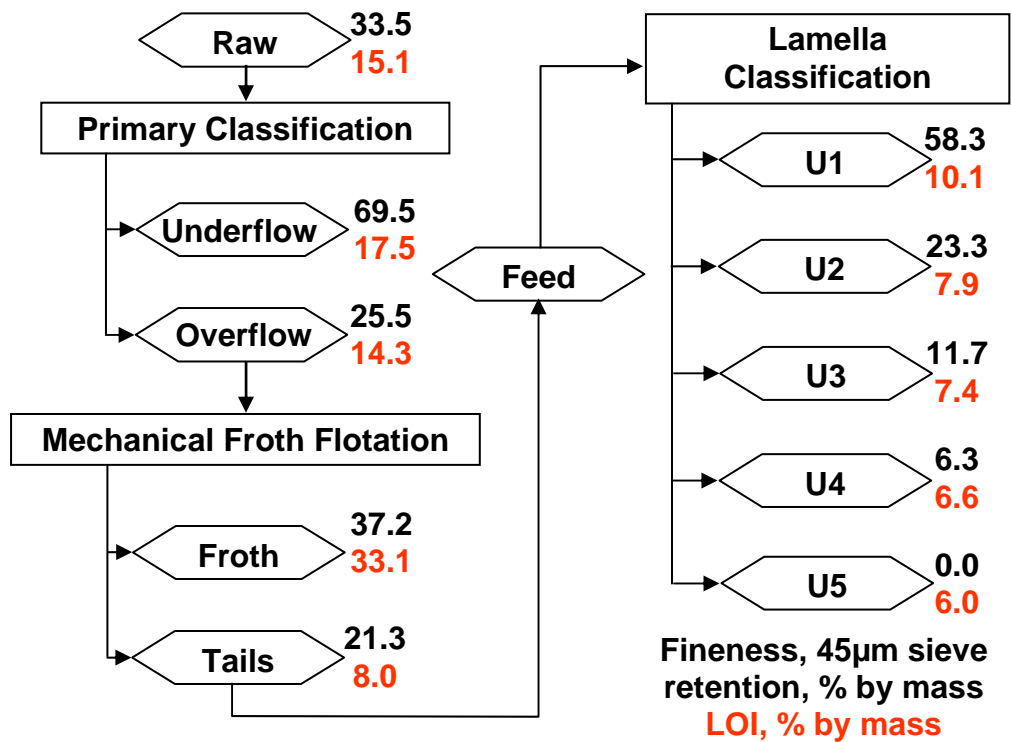 Raw
33.5
15.1
Primary Classification
Underflow
69.5
17.5
Overflow
25.5
14.3
Mechanical Froth Flotation
Froth
37.2
33.1
Tails
21.3
8.0
Feed
Lamella
Classification
U1
58.3
10.1
U2
23.3
7.9
U3
11.7
7.4
U4
6.3
6.6
U5
0.0
6.0
Fineness, 45µm sieve
retention, % by mass
LOI, % by mass